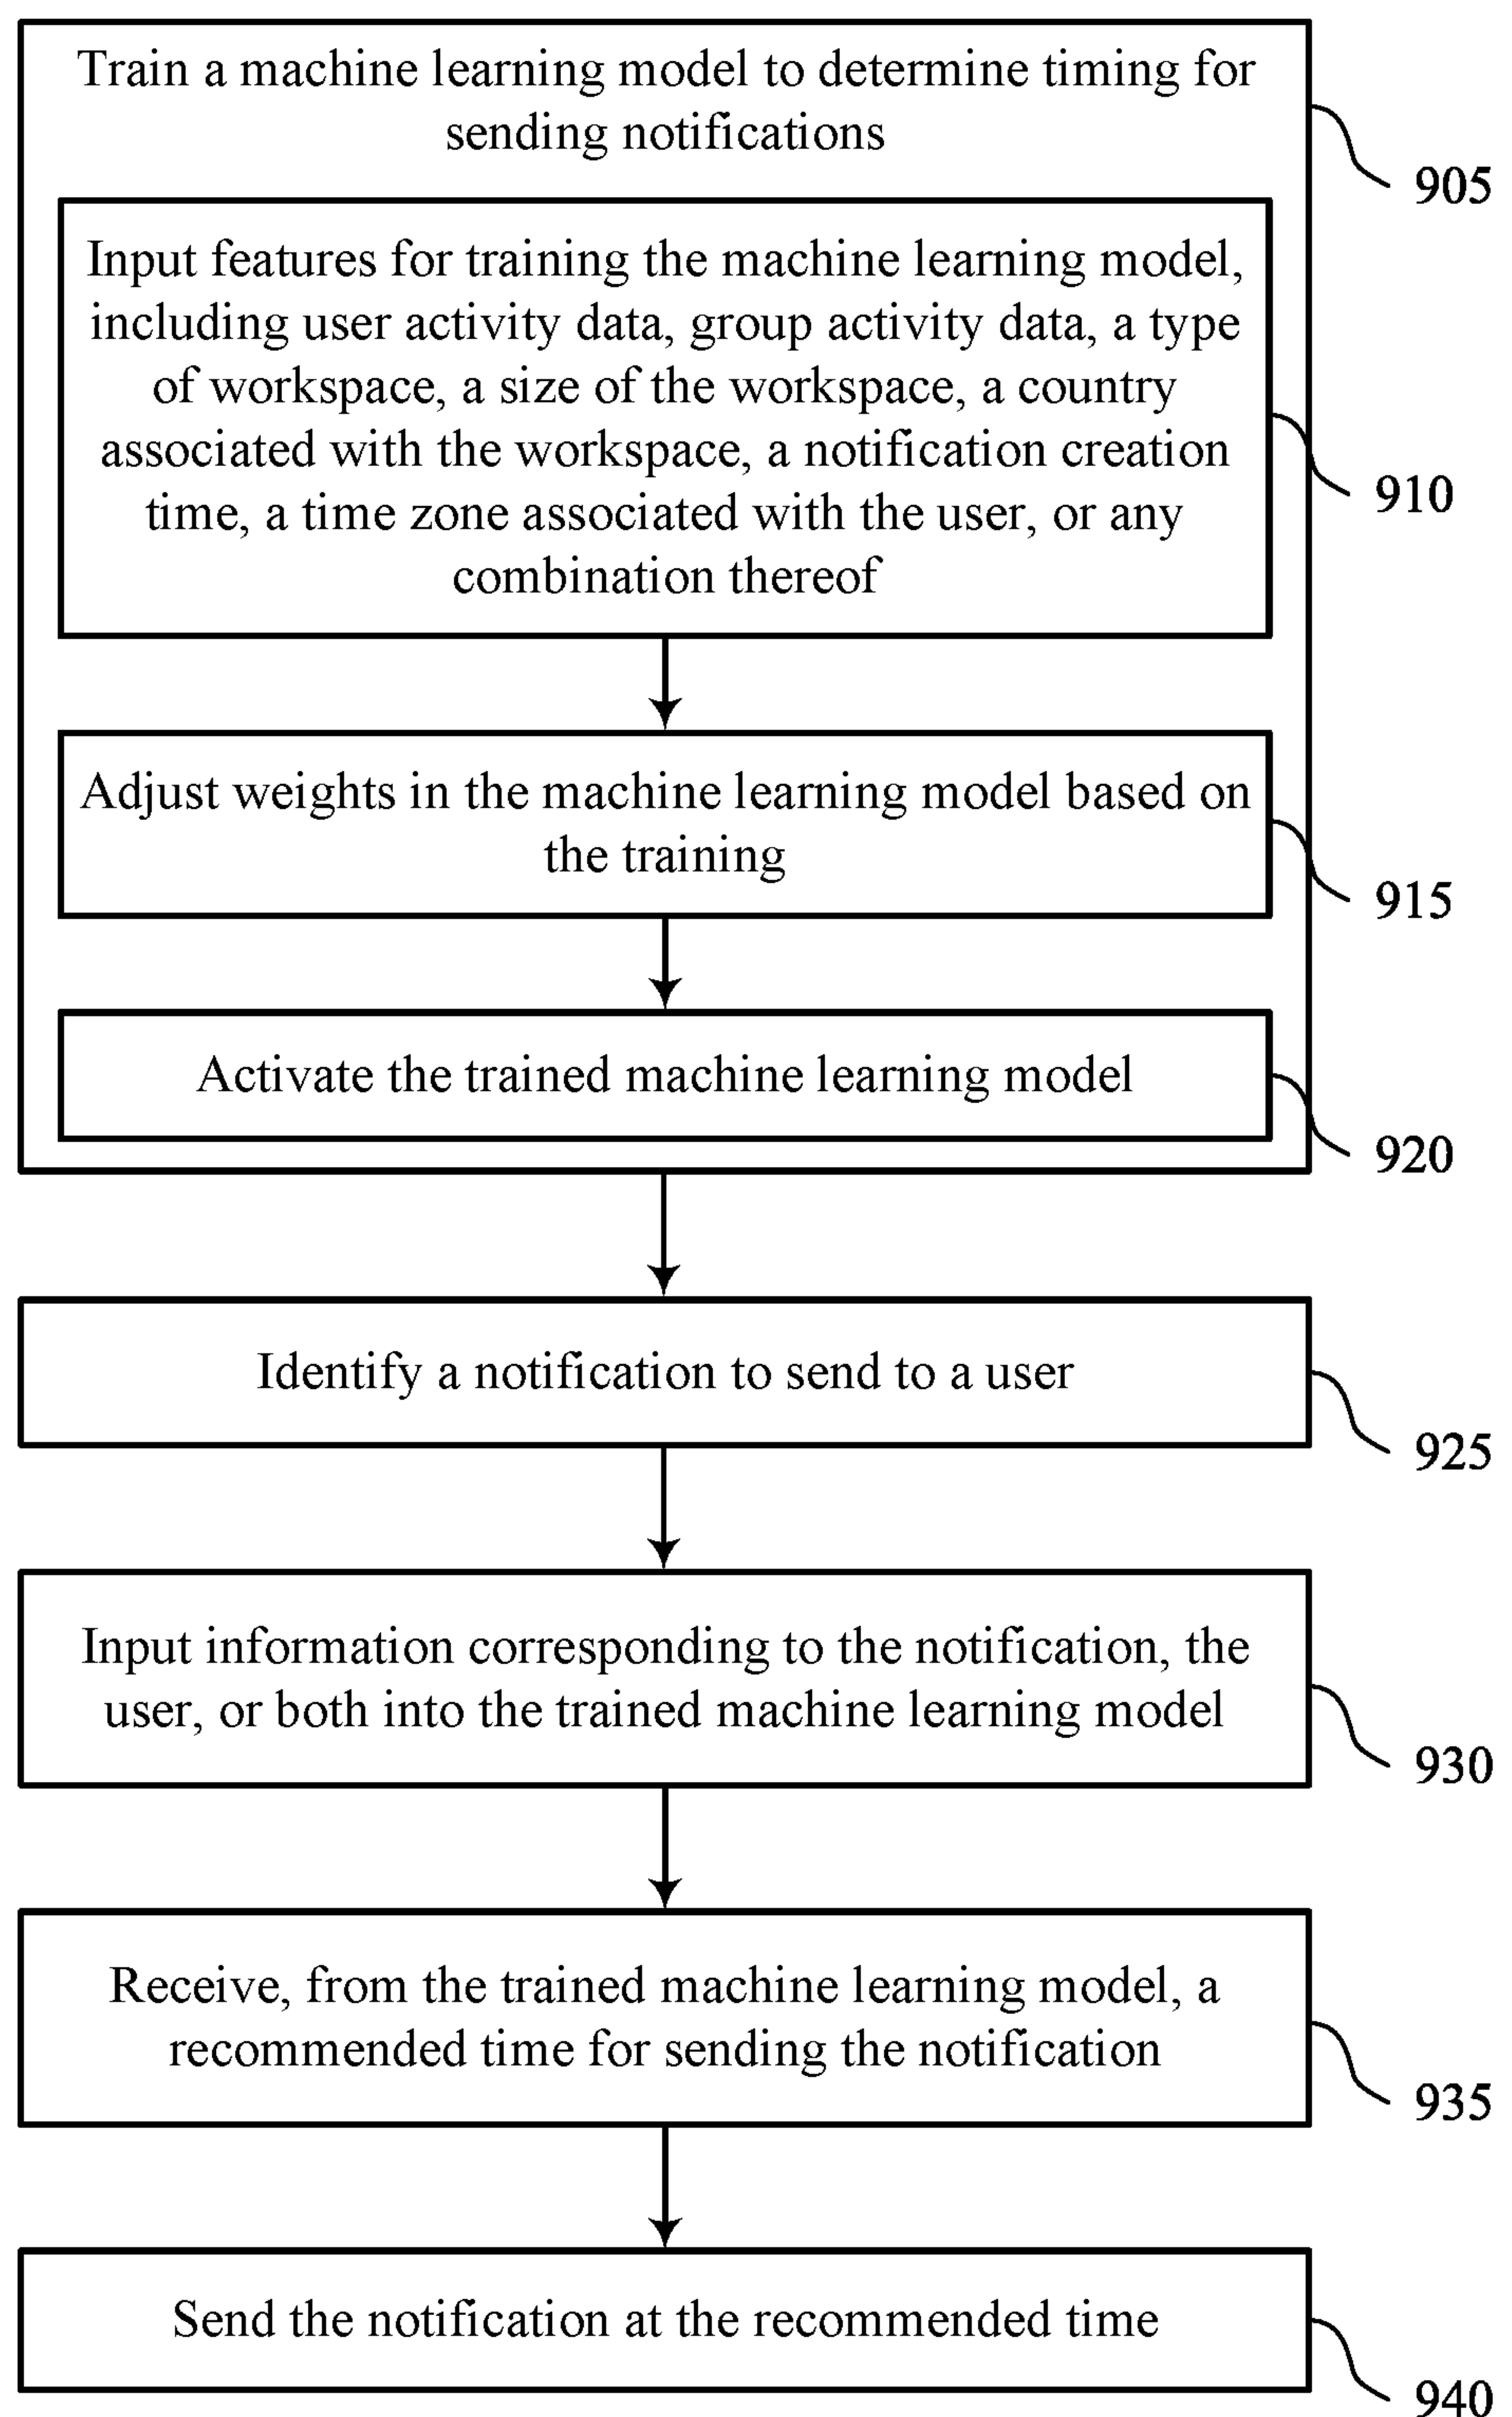 Train a machine learning model to determine timing for
sending notifications
905
Input features for training the machine learning model,
including user activity data, group activity data, a type
of workspace, a size of the workspace, a country
associated with the workspace, a notification creation
time, a time zone associated with the user, or any
combination thereof
910
Adjust weights in the machine learning model based on
the training
915
Activate the trained machine learning model
920
Identify a notification to send to a user
925
Input information corresponding to the notification, the
user, or both into the trained machine learning model
930
Receive, from the trained machine learning model, a
recommended time for sending the notification
935
Send the notification at the recommended time
940